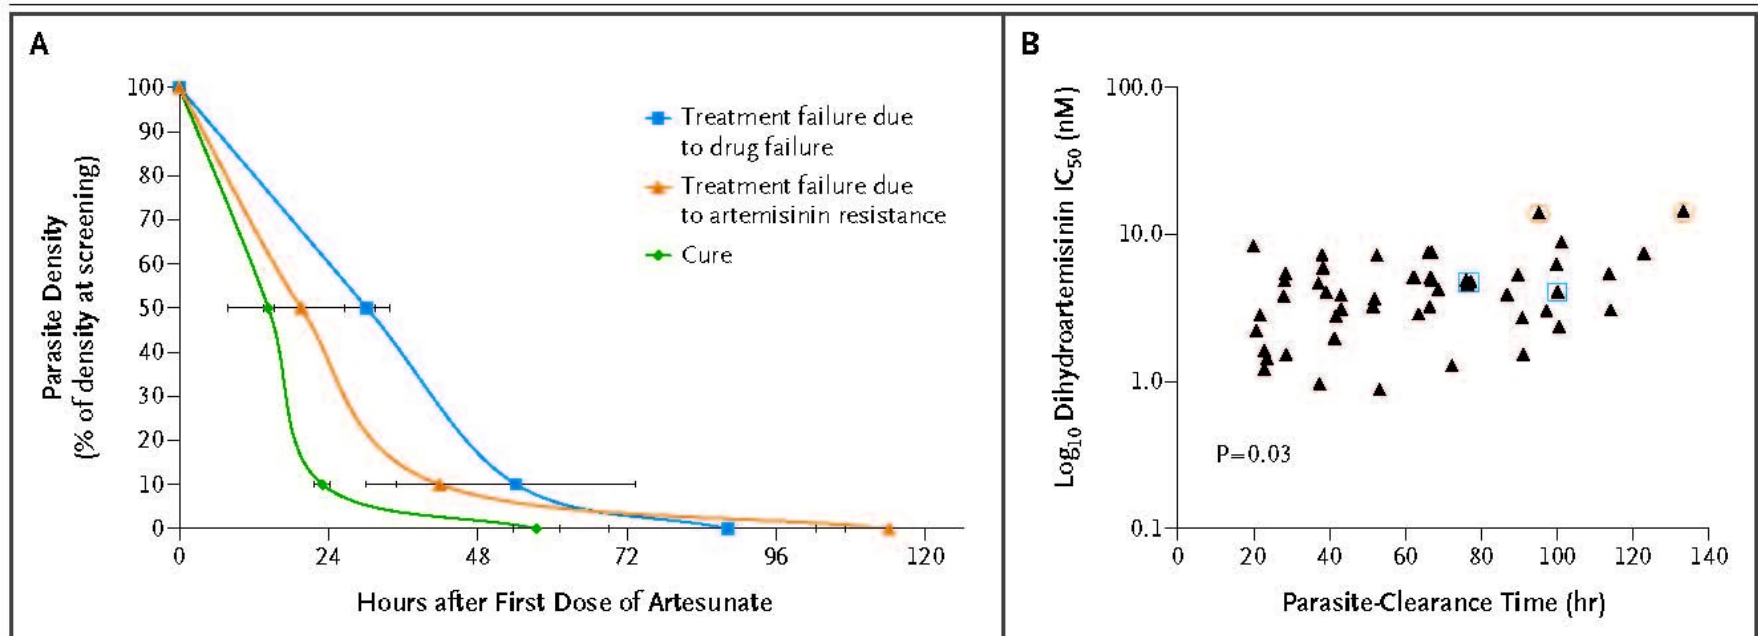 A
100
90
80
70
60
50
40
30
20
10
0
0 24 48 72 96 120
Parasite Density
(% of density at screening)
Hours after First Dose of Artesunate
Treatment failure due
to drug failure
Treatment failure due
to artemisinin resistance
Cure
B
100.0
10.0
1.0
0.1
0 20 40 60 80 100 120 140
Log₁₀ Dihydroartemisinin IC₅₀ (nM)
P=0.03
Parasite-Clearance Time (hr)